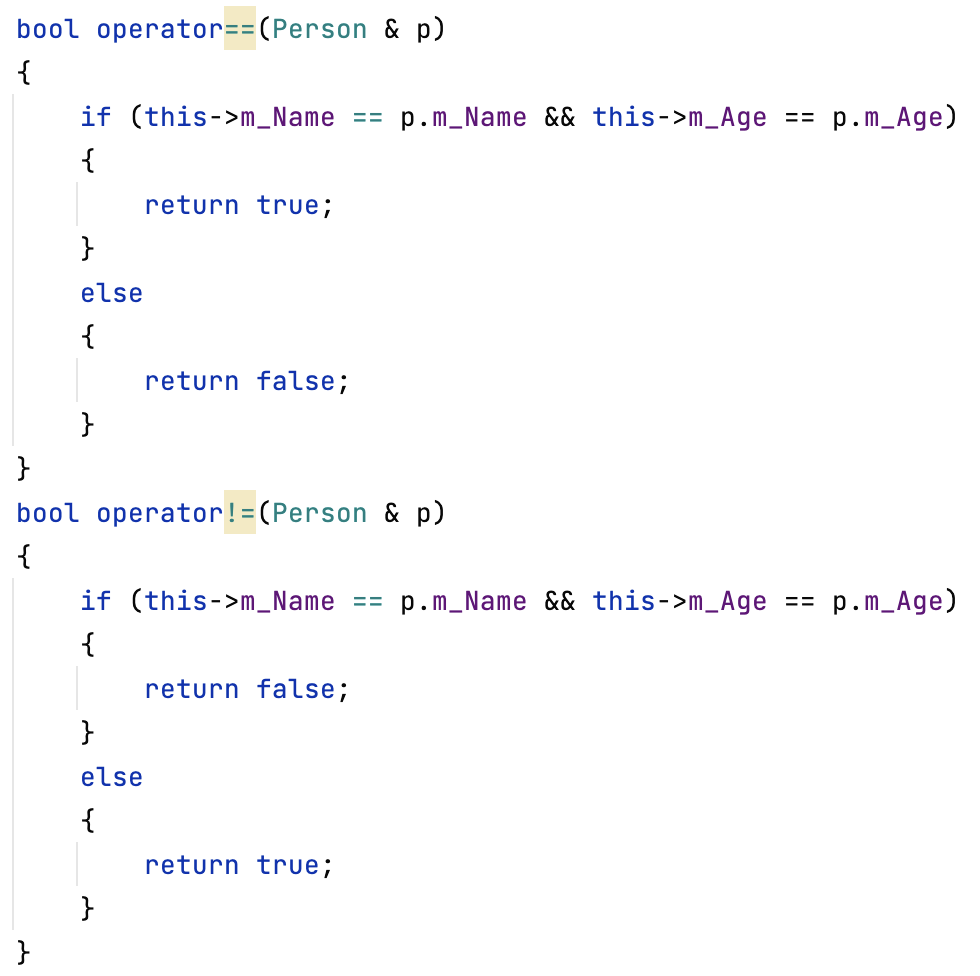 bool operator==(Person & p)
{
    if (this->m_Name == p.m_Name && this->m_Age == p.m_Age)
    {
        return true;
    }
    else
    {
        return false;
    }
}
bool operator!=(Person & p)
{
    if (this->m_Name == p.m_Name && this->m_Age == p.m_Age)
    {
        return false;
    }
    else
    {
        return true;
    }
}